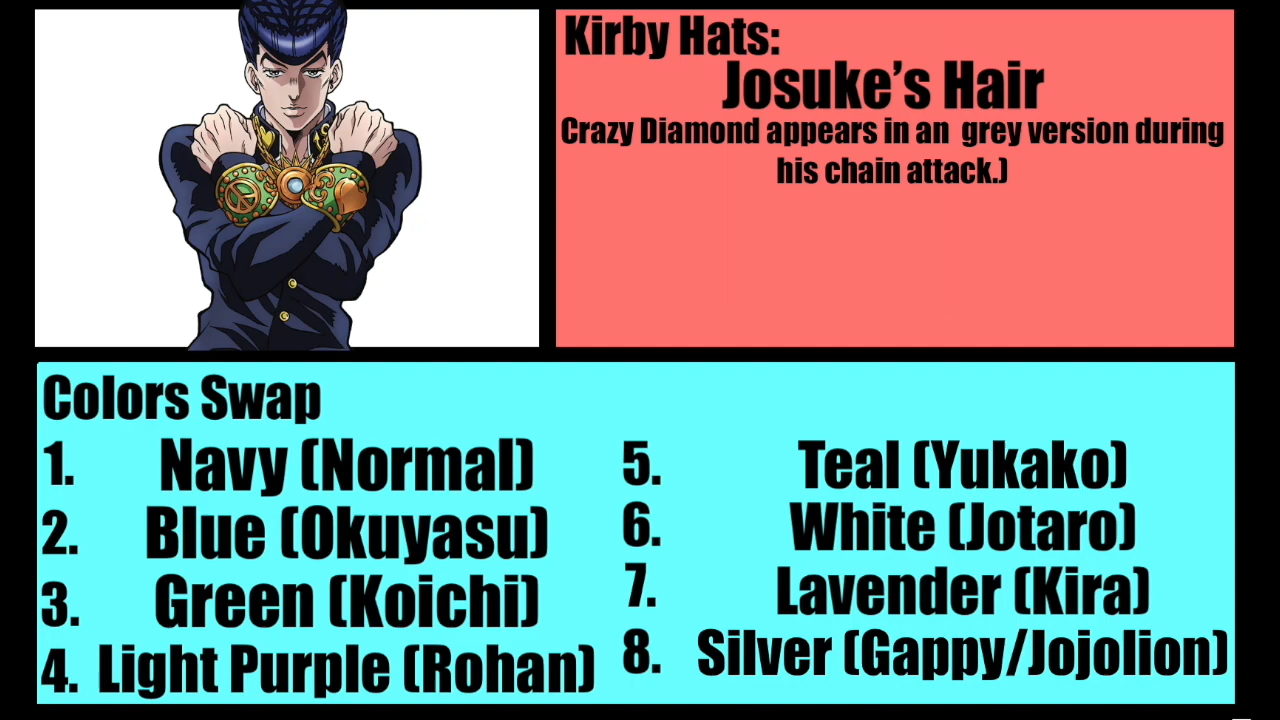 Kirby Hats:
Josuke’s Hair
Crazy Diamond appears in an grey version during
his chain attack.)
Colors Swap
1. Navy (Normal)
2. Blue (Okuyasu)
3. Green (Koichi)
4. Light Purple (Rohan)
5. Teal (Yukako)
6. White (Jotaro)
7. Lavender (Kira)
8. Silver (Gappy/Jojolion)